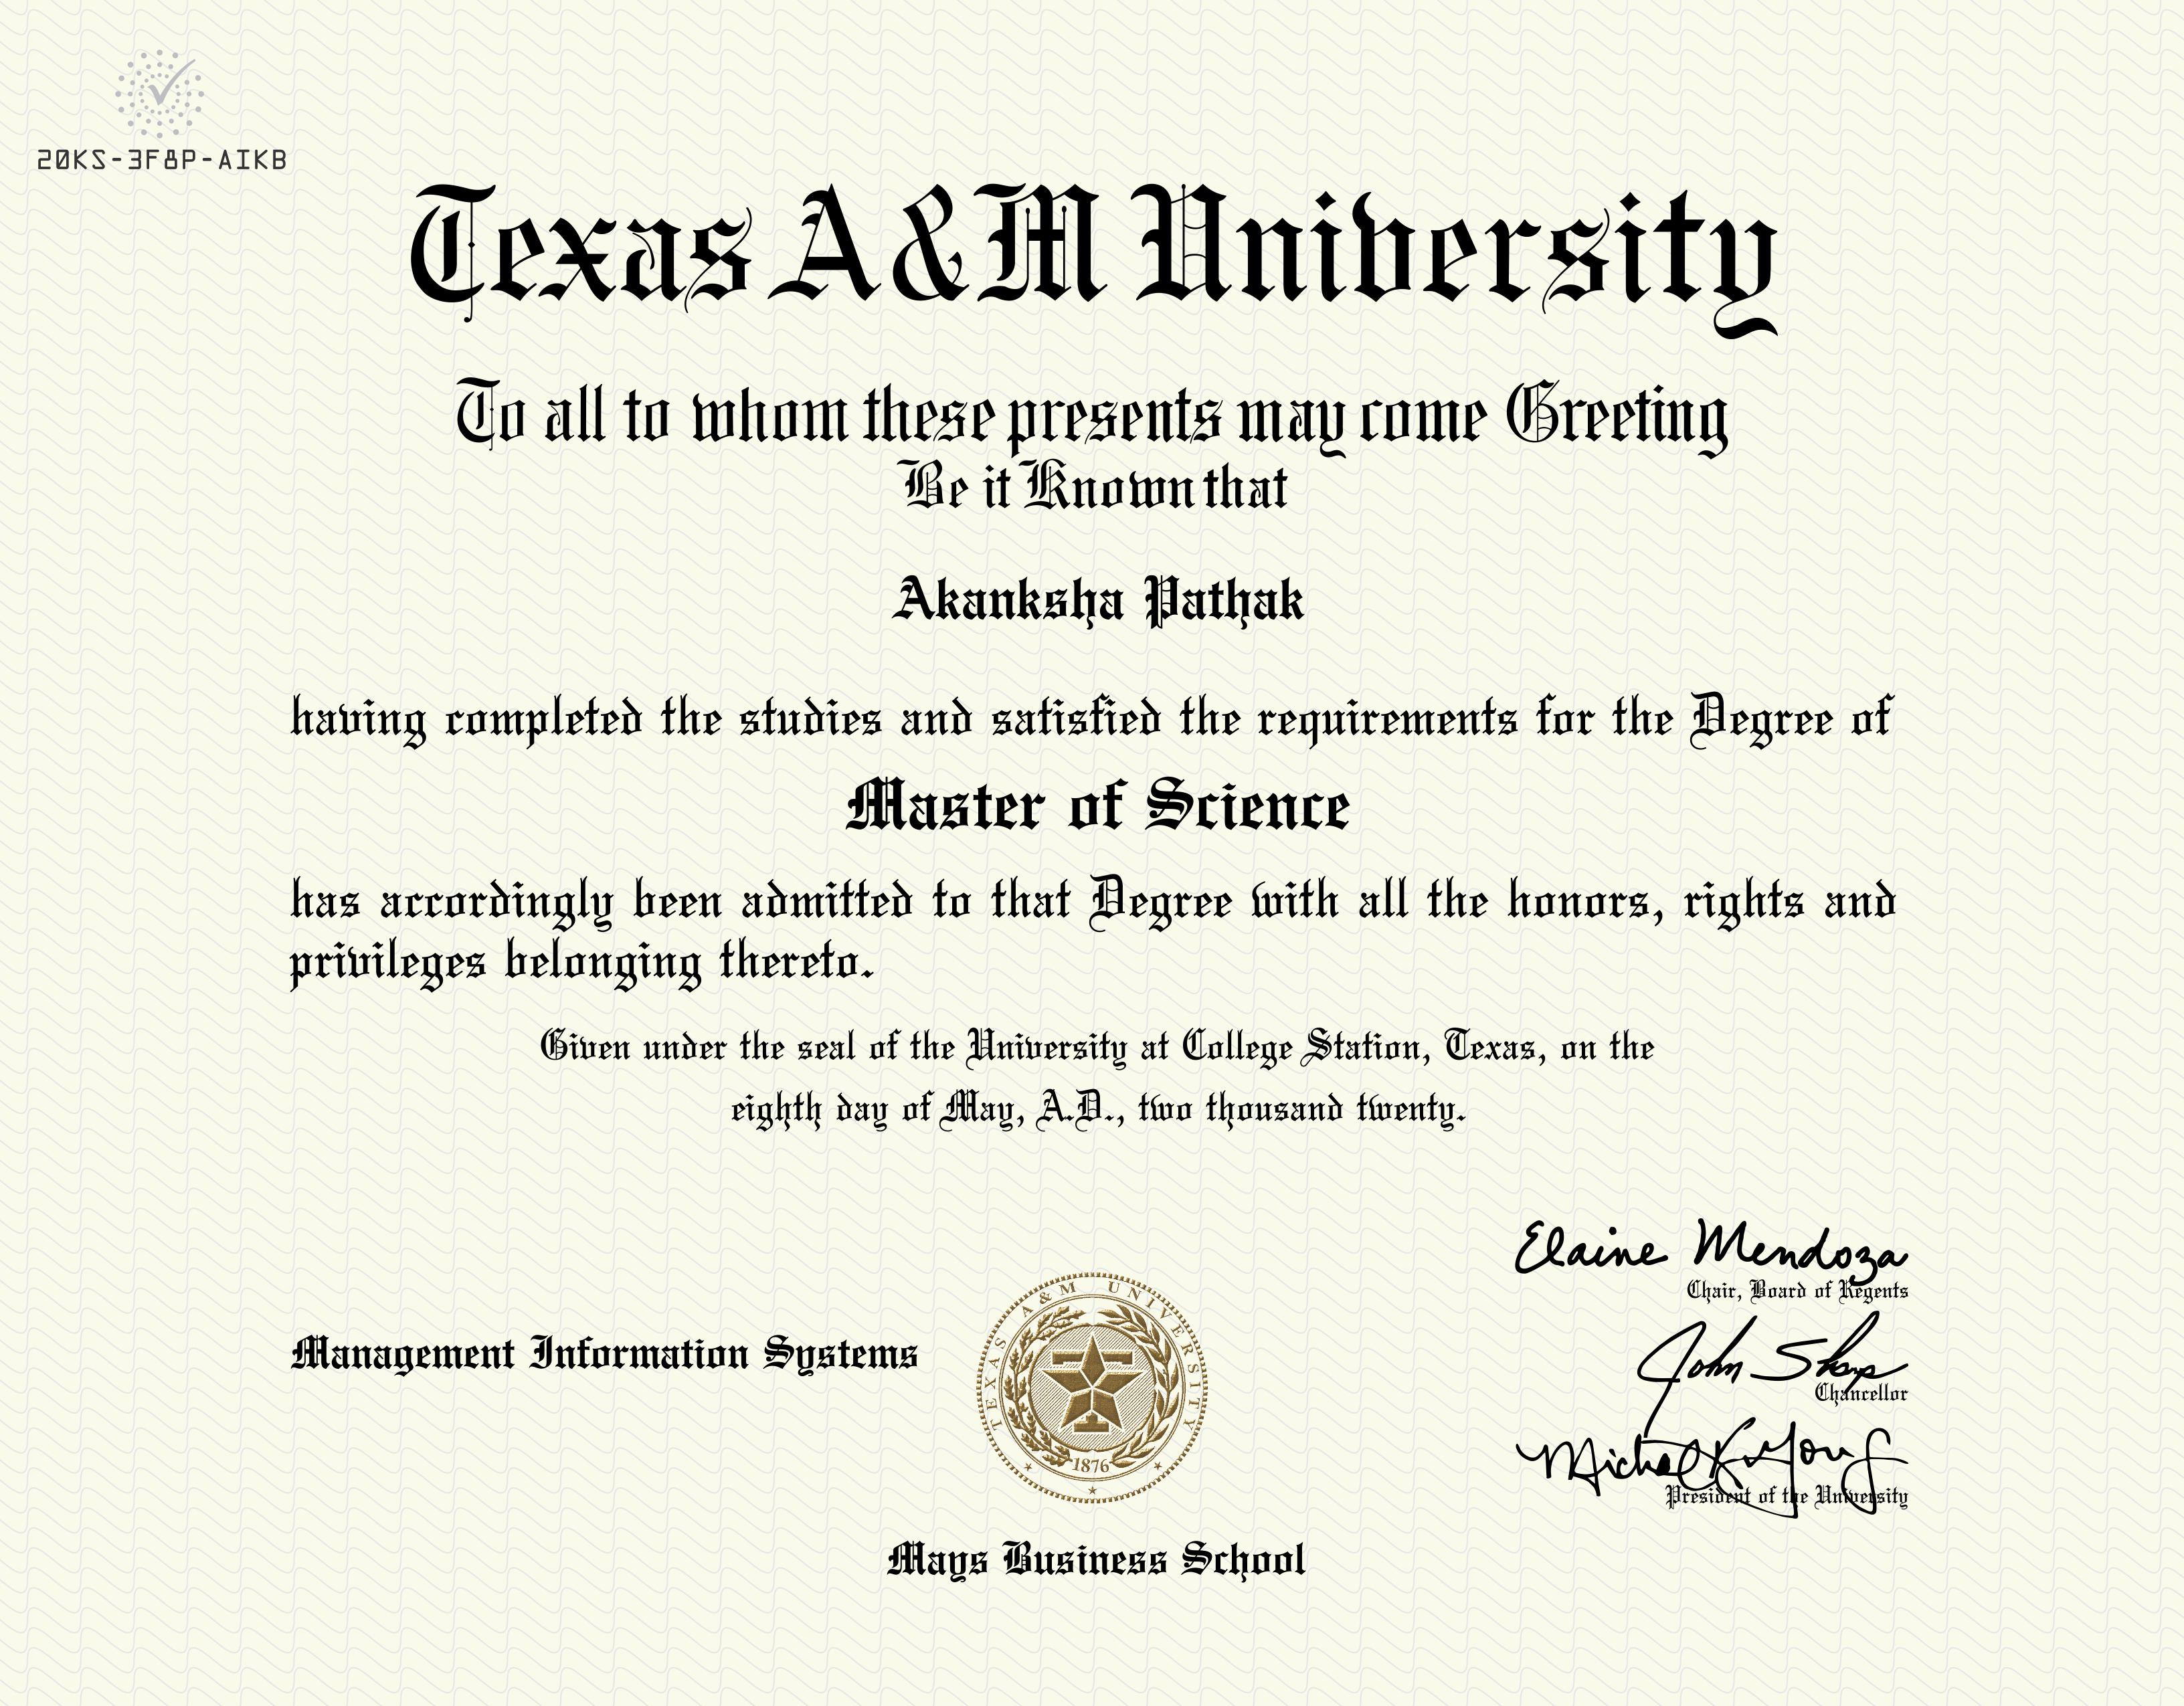 20KS-3F8P-AIKB
Texas A&M University
To all to whom these presents may come Greeting
Be it Known that
Akanksha Pathak
having completed the studies and satisfied the requirements for the Degree of
Master of Science
has accordingly been admitted to that Degree with all the honors, rights and
privileges belonging thereto.
Given under the seal of the University at College Station, Texas, on the
eighth day of May, A.D., two thousand twenty.
Elaine Mendoza
Chair, Board of Regents
John Sharp
Chancellor
Michael K Young
President of the University
Management Information Systems
TEXAS A&M UNIVERSITY
1876
Mays Business School